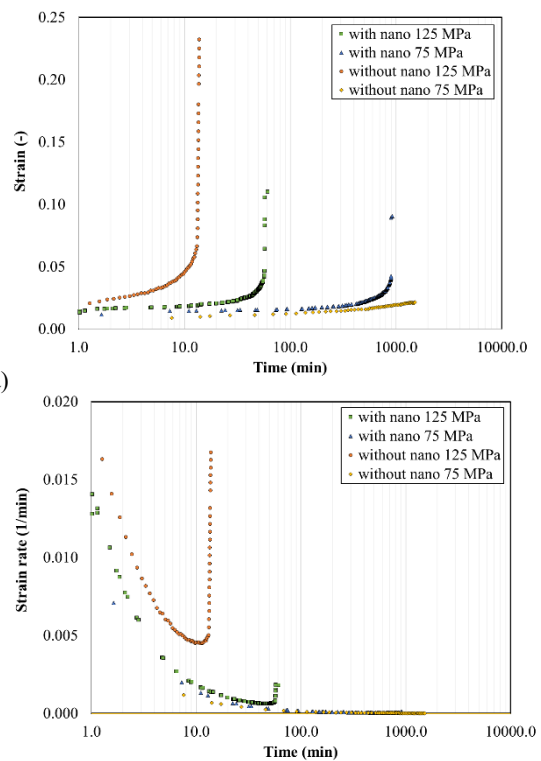 0.25
0.20
0.15
0.10
0.05
0.00
Strain (-)
with nano 125 MPa
with nano 75 MPa
without nano 125 MPa
without nano 75 MPa
1.0 10.0 100.0 1000.0 10000.0
Time (min)
)
0.020
0.015
0.010
0.005
0.000
Strain rate (1/min)
with nano 125 MPa
with nano 75 MPa
without nano 125 MPa
without nano 75 MPa
1.0 10.0 100.0 1000.0 10000.0
Time (min)